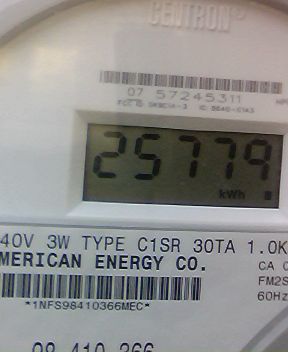 CENTRON
07 57245311
25779
kWh
40V 3W TYPE C1SR 30TA 1.0K
MERICAN ENERGY CO.
CA 0
FM2S
60Hz
*1NFS98410366MEC*
98 410 366